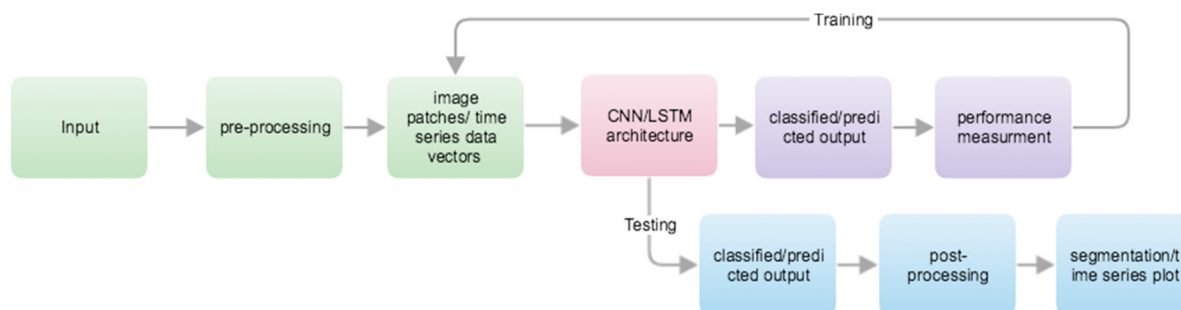 Training
Input
pre-processing
image
patches/ time
series data
vectors
CNN/LSTM
architecture
classified/predi
cted output
performance
measurment
Testing
classified/predi
cted output
post-
processing
segmentation/t
ime series plot